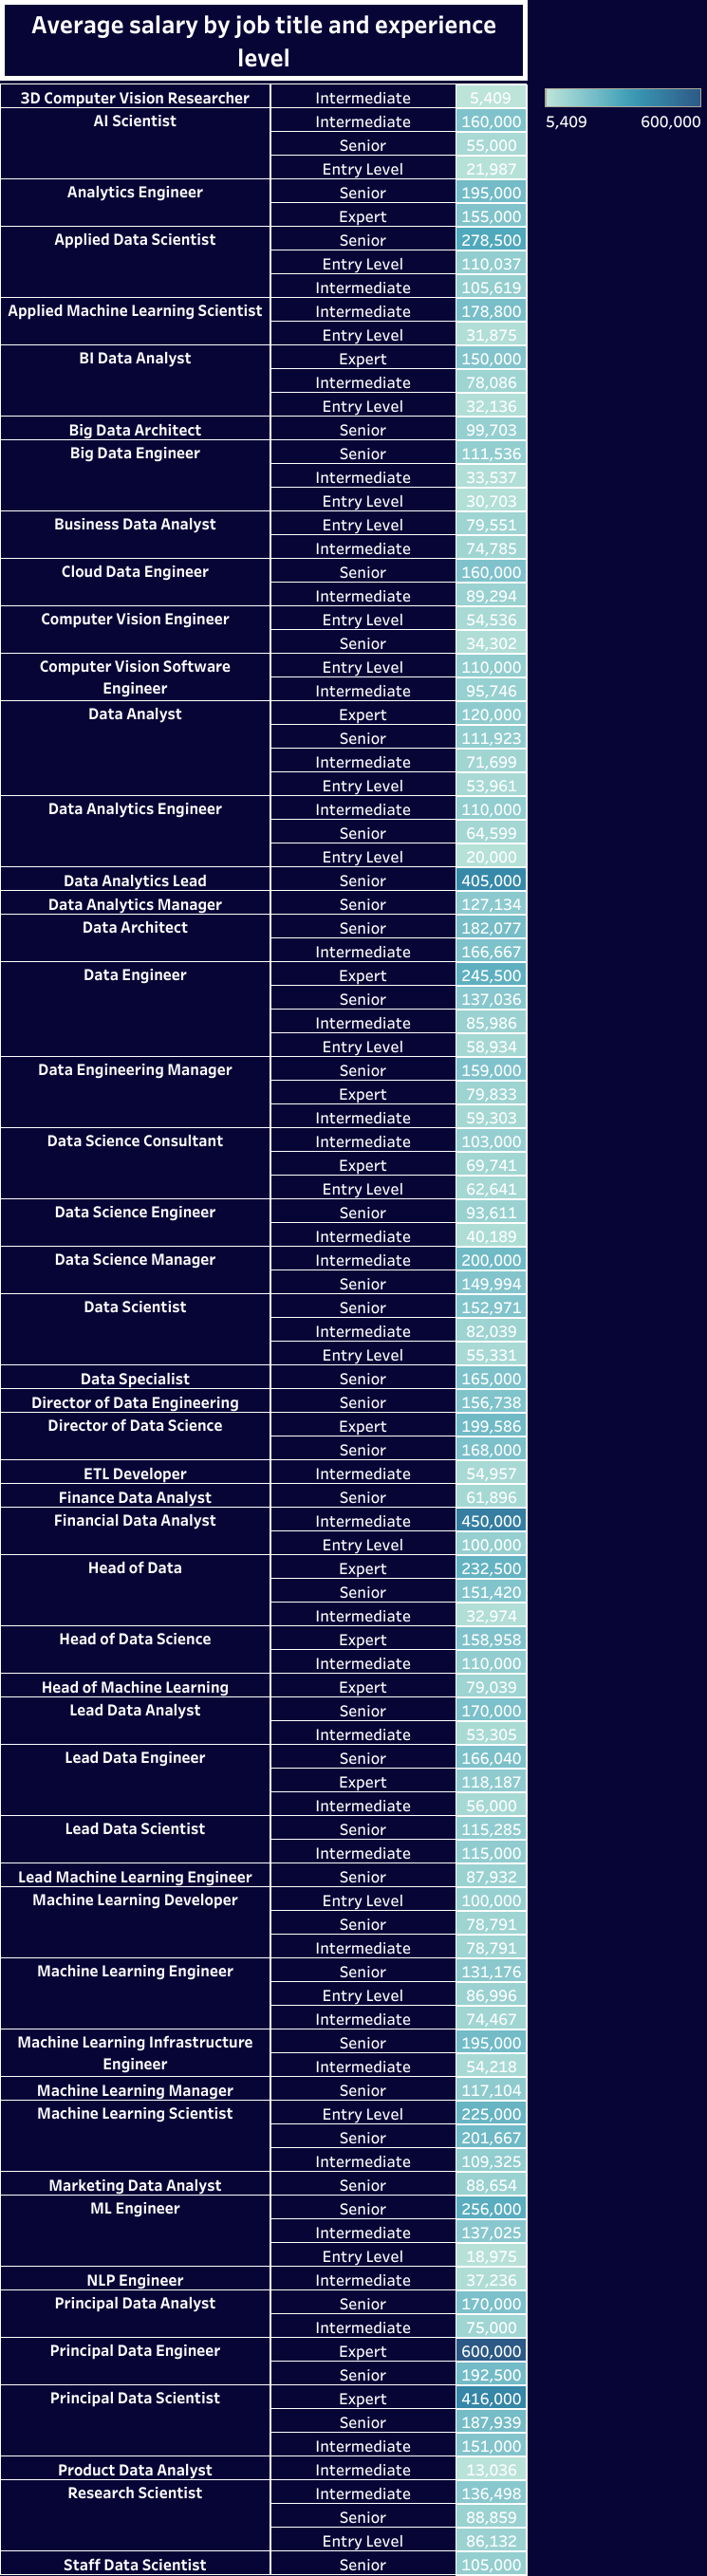 Average salary by job title and experience
level
5,409 600,000
3D Computer Vision Researcher Intermediate 5,409
AI Scientist Intermediate 160,000
Senior 55,000
Entry Level 21,987
Analytics Engineer Senior 195,000
Expert 155,000
Applied Data Scientist Senior 278,500
Entry Level 110,037
Intermediate 105,619
Applied Machine Learning Scientist Intermediate 178,800
Entry Level 31,875
BI Data Analyst Expert 150,000
Intermediate 78,086
Entry Level 32,136
Big Data Architect Senior 99,703
Big Data Engineer Senior 111,536
Intermediate 33,537
Entry Level 30,703
Business Data Analyst Entry Level 79,551
Intermediate 74,785
Cloud Data Engineer Senior 160,000
Intermediate 89,294
Computer Vision Engineer Entry Level 54,536
Senior 34,302
Computer Vision Software Entry Level 110,000
Engineer Intermediate 95,746
Data Analyst Expert 120,000
Senior 111,923
Intermediate 71,699
Entry Level 53,961
Data Analytics Engineer Intermediate 110,000
Senior 64,599
Entry Level 20,000
Data Analytics Lead Senior 405,000
Data Analytics Manager Senior 127,134
Data Architect Senior 182,077
Intermediate 166,667
Data Engineer Expert 245,500
Senior 137,036
Intermediate 85,986
Entry Level 58,934
Data Engineering Manager Senior 159,000
Expert 79,833
Intermediate 59,303
Data Science Consultant Intermediate 103,000
Expert 69,741
Entry Level 62,641
Data Science Engineer Senior 93,611
Intermediate 40,189
Data Science Manager Intermediate 200,000
Senior 149,994
Data Scientist Senior 152,971
Intermediate 82,039
Entry Level 55,331
Data Specialist Senior 165,000
Director of Data Engineering Senior 156,738
Director of Data Science Expert 199,586
Senior 168,000
ETL Developer Intermediate 54,957
Finance Data Analyst Senior 61,896
Financial Data Analyst Intermediate 450,000
Entry Level 100,000
Head of Data Expert 232,500
Senior 151,420
Intermediate 32,974
Head of Data Science Expert 158,958
Intermediate 110,000
Head of Machine Learning Expert 79,039
Lead Data Analyst Senior 170,000
Intermediate 53,305
Lead Data Engineer Senior 166,040
Expert 118,187
Intermediate 56,000
Lead Data Scientist Senior 115,285
Intermediate 115,000
Lead Machine Learning Engineer Senior 87,932
Machine Learning Developer Entry Level 100,000
Senior 78,791
Intermediate 78,791
Machine Learning Engineer Senior 131,176
Entry Level 86,996
Intermediate 74,467
Machine Learning Infrastructure Senior 195,000
Engineer Intermediate 54,218
Machine Learning Manager Senior 117,104
Machine Learning Scientist Entry Level 225,000
Senior 201,667
Intermediate 109,325
Marketing Data Analyst Senior 88,654
ML Engineer Senior 256,000
Intermediate 137,025
Entry Level 18,975
NLP Engineer Intermediate 37,236
Principal Data Analyst Senior 170,000
Intermediate 75,000
Principal Data Engineer Expert 600,000
Senior 192,500
Principal Data Scientist Expert 416,000
Senior 187,939
Intermediate 151,000
Product Data Analyst Intermediate 13,036
Research Scientist Intermediate 136,498
Senior 88,859
Entry Level 86,132
Staff Data Scientist Senior 105,000